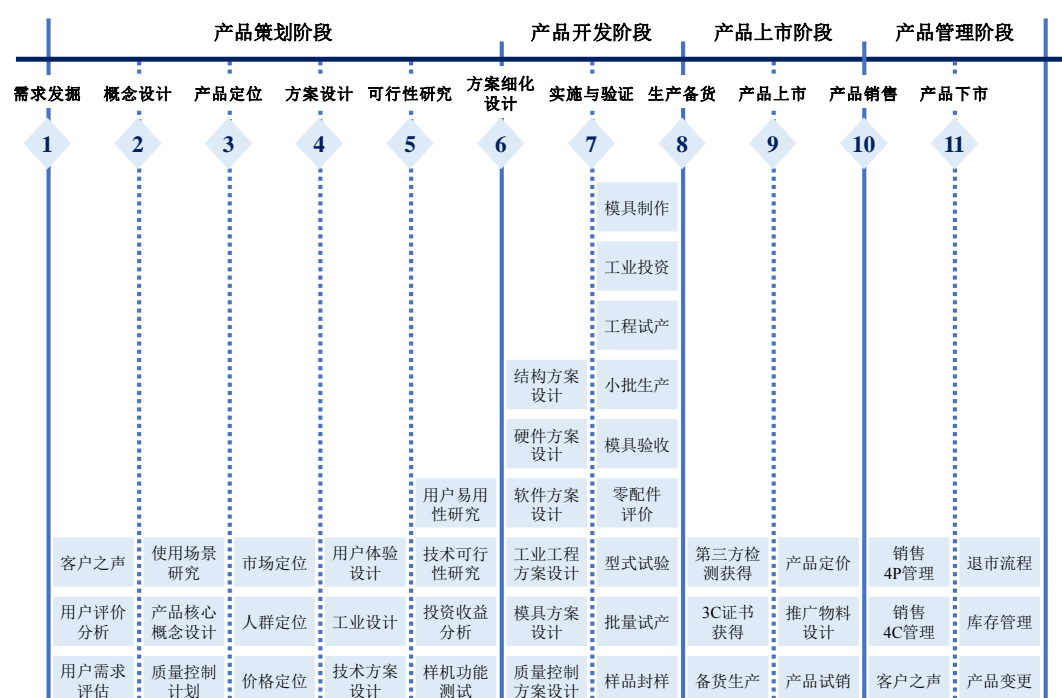 产品策划阶段
产品开发阶段
产品上市阶段
产品管理阶段
需求发掘
概念设计
产品定位
方案设计
可行性研究
方案细化
设计
实施与验证
生产备货
产品上市
产品销售
产品下市
1
2
3
4
5
6
7
8
9
10
11
模具制作
工业投资
工程试产
结构方案
设计
小批生产
硬件方案
设计
模具验收
用户易用
性研究
软件方案
设计
零配件
评价
客户之声
使用场景
研究
市场定位
用户体验
设计
技术可行
性研究
工业工程
方案设计
型式试验
第三方检
测获得
产品定价
销售
4P管理
退市流程
用户评价
分析
产品核心
概念设计
人群定位
工业设计
投资收益
分析
模具方案
设计
批量试产
3C证书
获得
推广物料
设计
销售
4C管理
库存管理
用户需求
评估
质量控制
计划
价格定位
技术方案
设计
样机功能
测试
质量控制
方案设计
样品封样
备货生产
产品试销
客户之声
产品变更